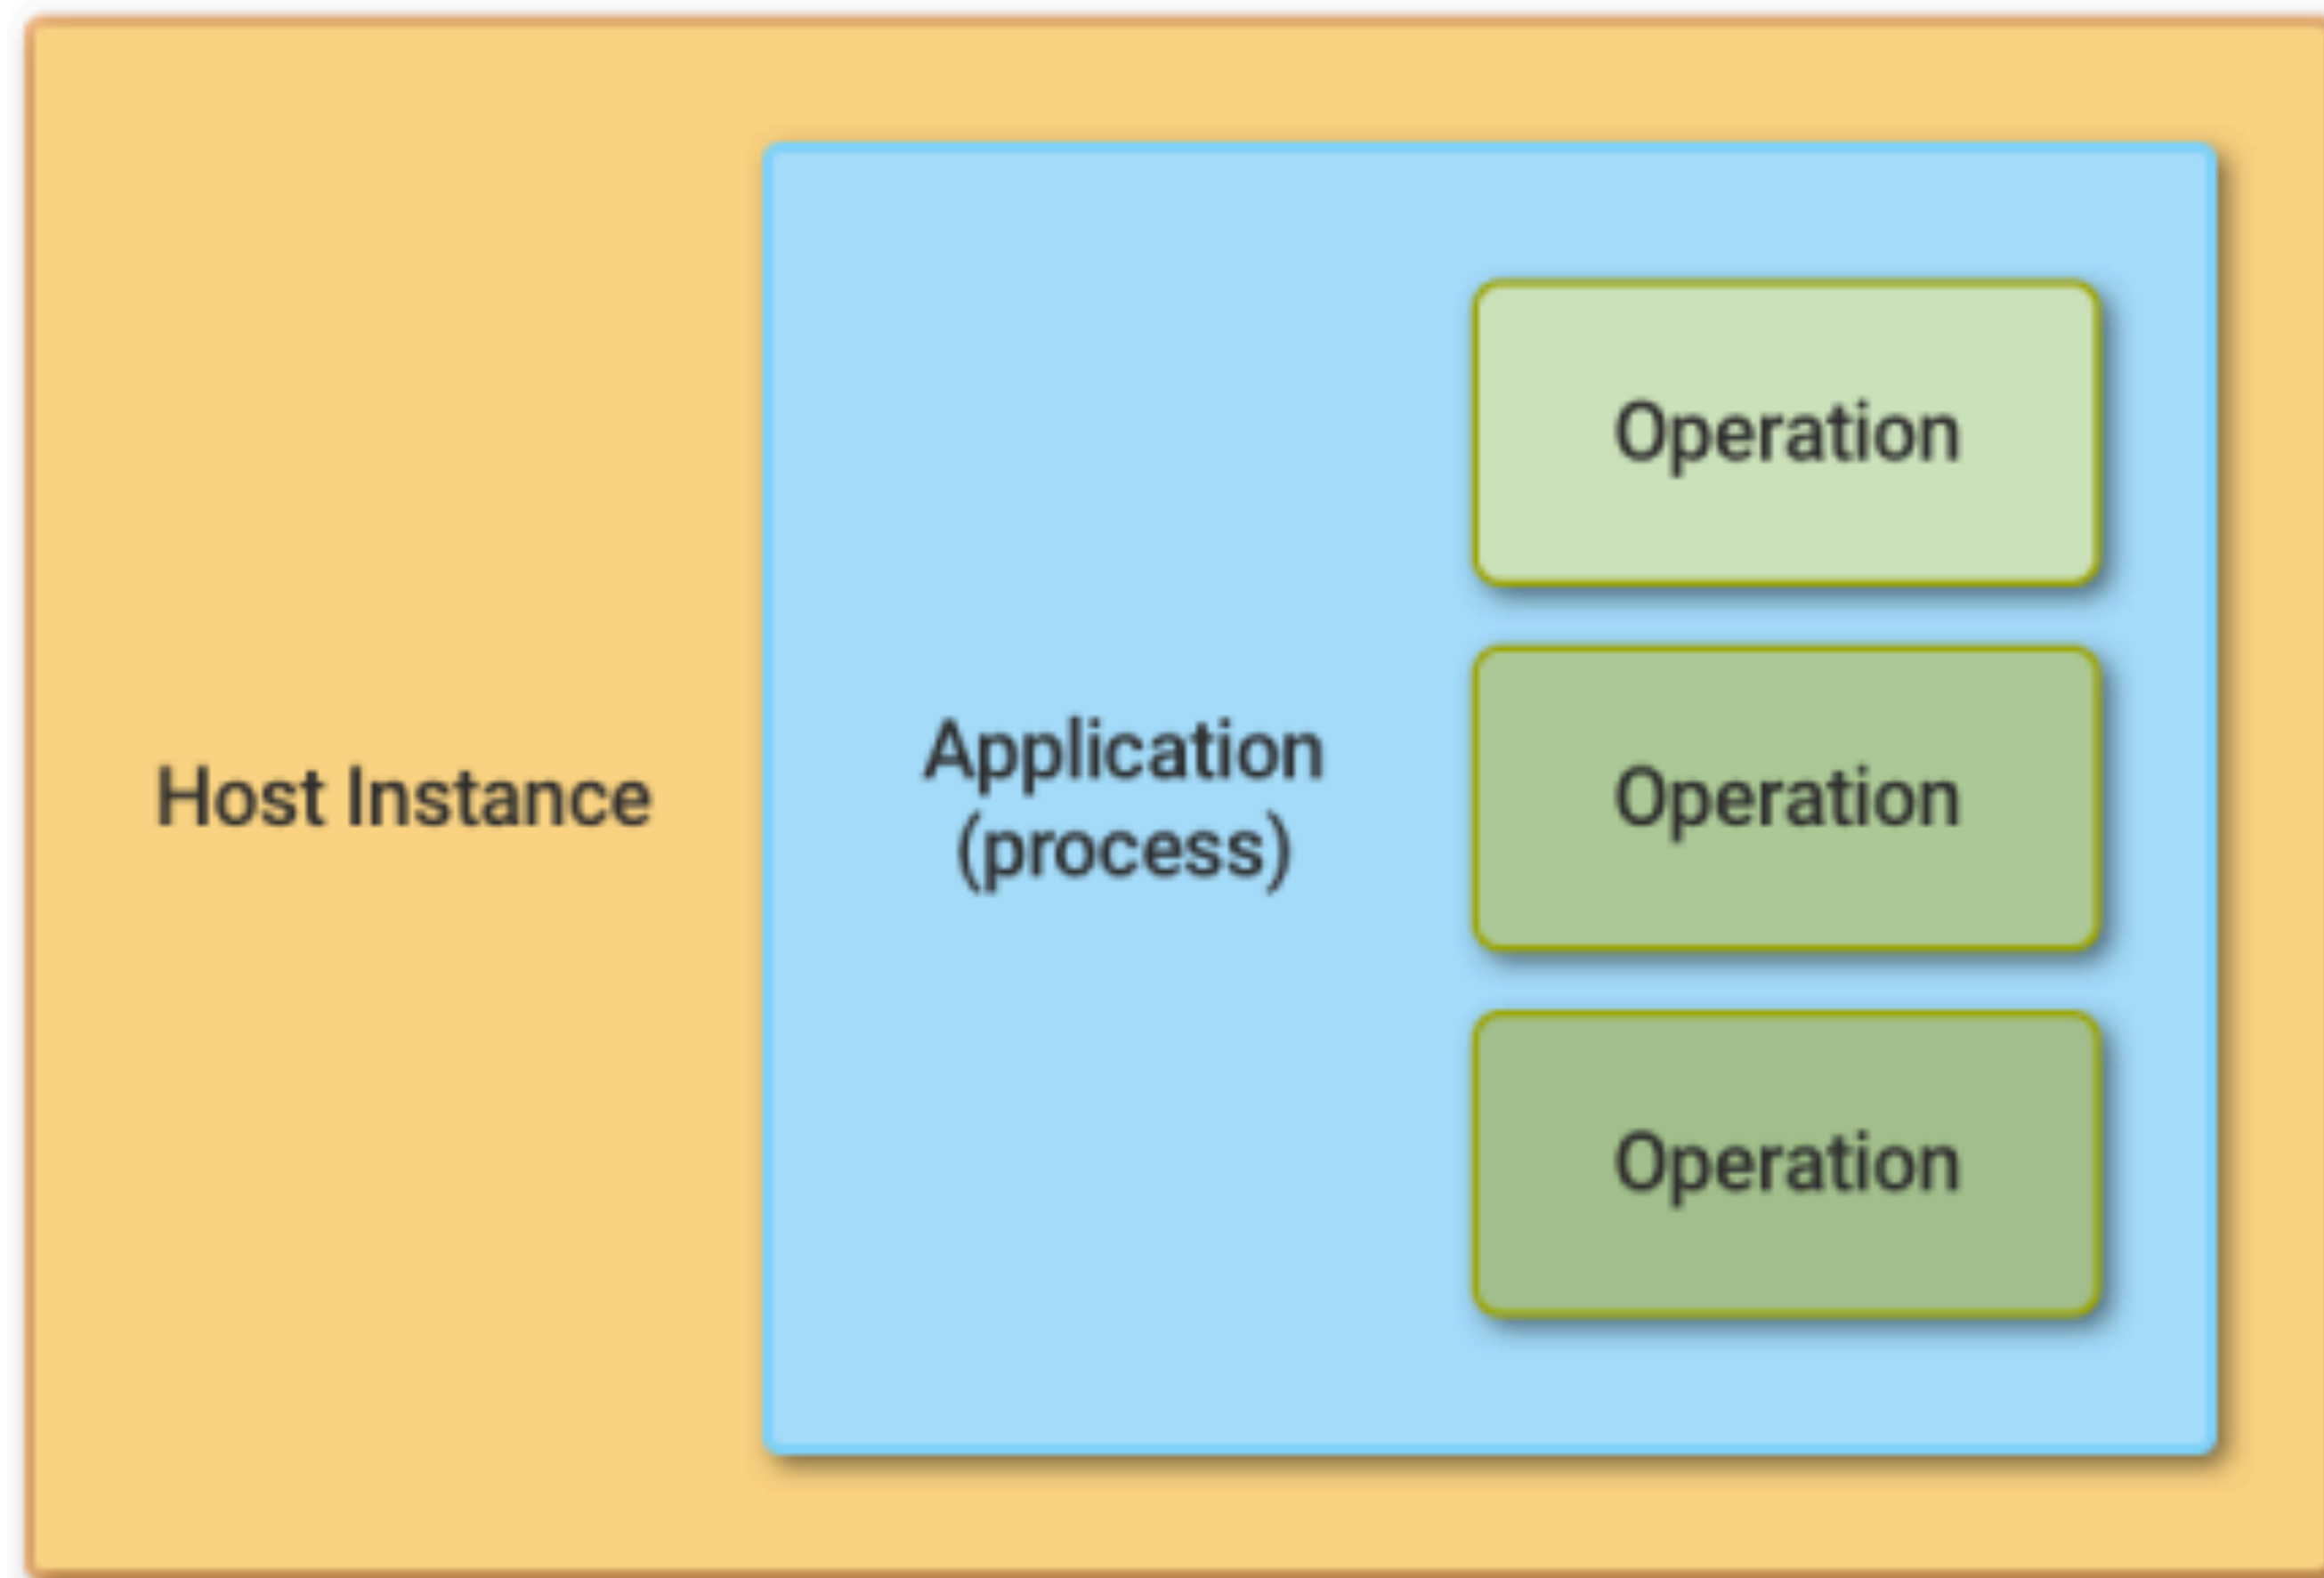 Host Instance
Application
(process)
Operation
Operation
Operation